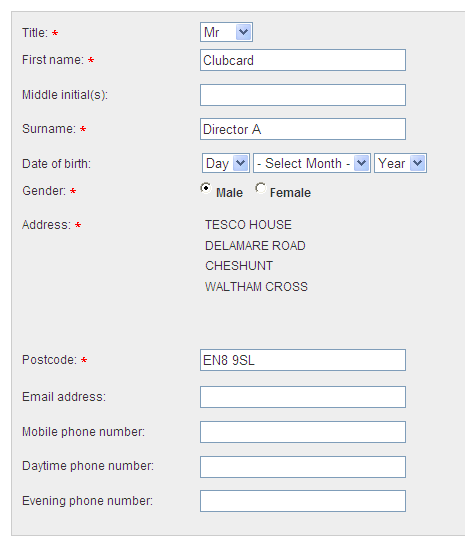 Title: * Mr
First name: * Clubcard
Middle initial(s):
Surname: * Director A
Date of birth: Day - Select Month - Year
Gender: * Male Female
Address: * TESCO HOUSE
DELAMARE ROAD
CHESHUNT
WALTHAM CROSS
Postcode: * EN8 9SL
Email address:
Mobile phone number:
Daytime phone number:
Evening phone number: